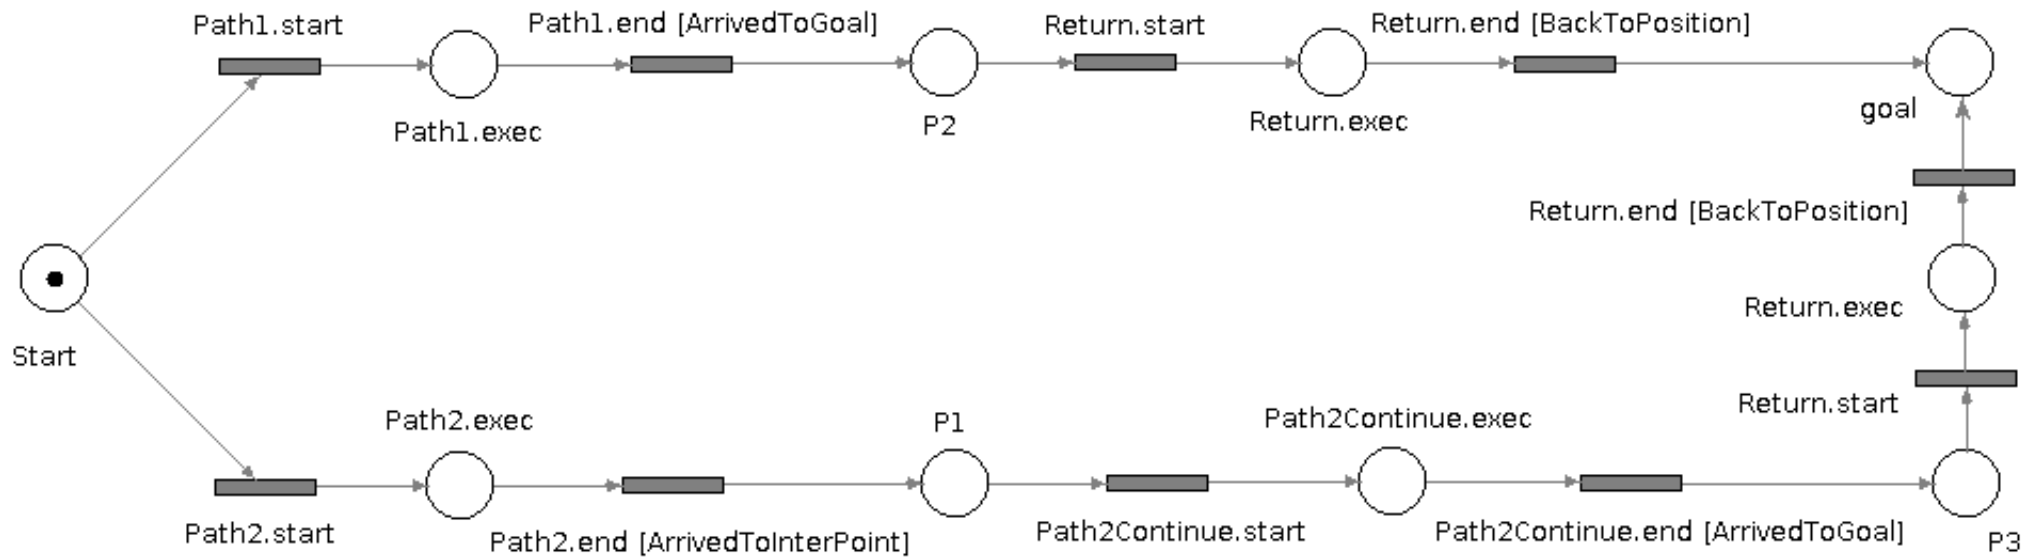 Path1.start
Path1.end [ArrivedToGoal]
Return.start
Return.end [BackToPosition]
Path1.exec
P2
Return.exec
goal
Return.end [BackToPosition]
Return.exec
Start
Return.start
Path2.exec
P1
Path2Continue.exec
Path2.start
Path2.end [ArrivedToInterPoint]
Path2Continue.start
Path2Continue.end [ArrivedToGoal]
P3